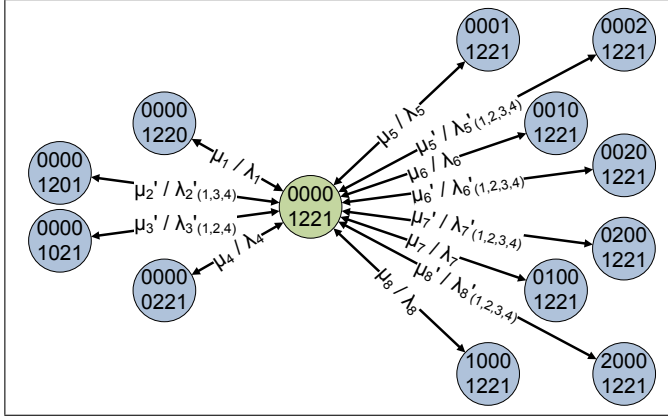 0001
1221
0002
1221
0000
1220
μ5 / λ5
μ5' / λ5'(1,2,3,4)
0010
1221
0000
1201
μ1 / λ1
μ6 / λ6
0020
1221
μ2' / λ2'(1,3,4)
0000
1221
μ6' / λ6'(1,2,3,4)
0000
1021
μ3' / λ3'(1,2,4)
μ7' / λ7'(1,2,3,4)
0200
1221
μ4 / λ4
μ7 / λ7
0000
0221
0100
1221
μ8' / λ8'(1,2,3,4)
μ8 / λ8
1000
1221
2000
1221